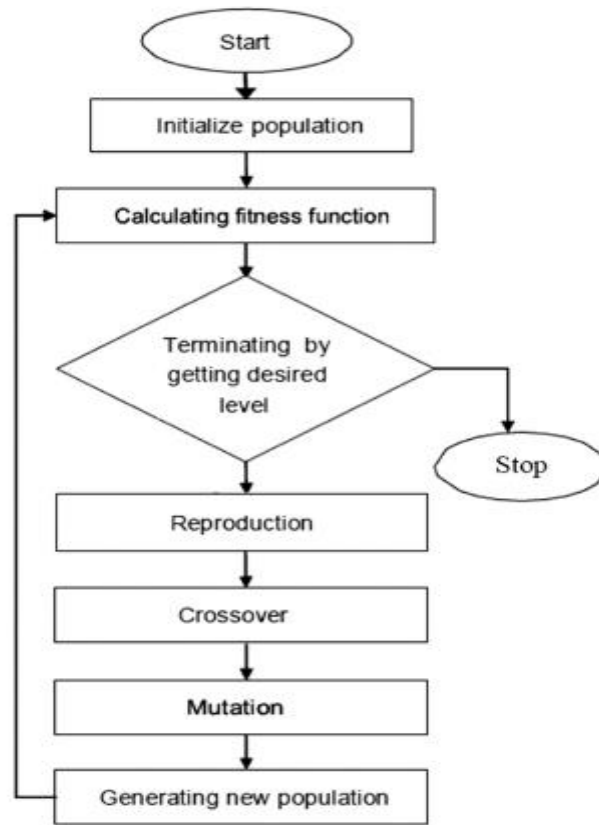 Start
Initialize population
Calculating fitness function
Terminating by
getting desired
level
Stop
Reproduction
Crossover
Mutation
Generating new population